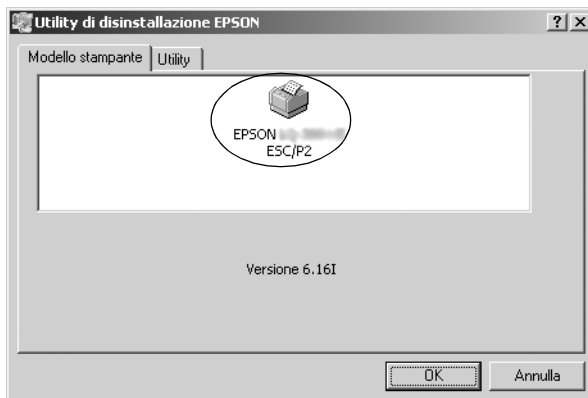 Utility di disinstallazione EPSON
Modello stampante
Utility
EPSON
ESC/P2
Versione 6.16I
OK
Annulla